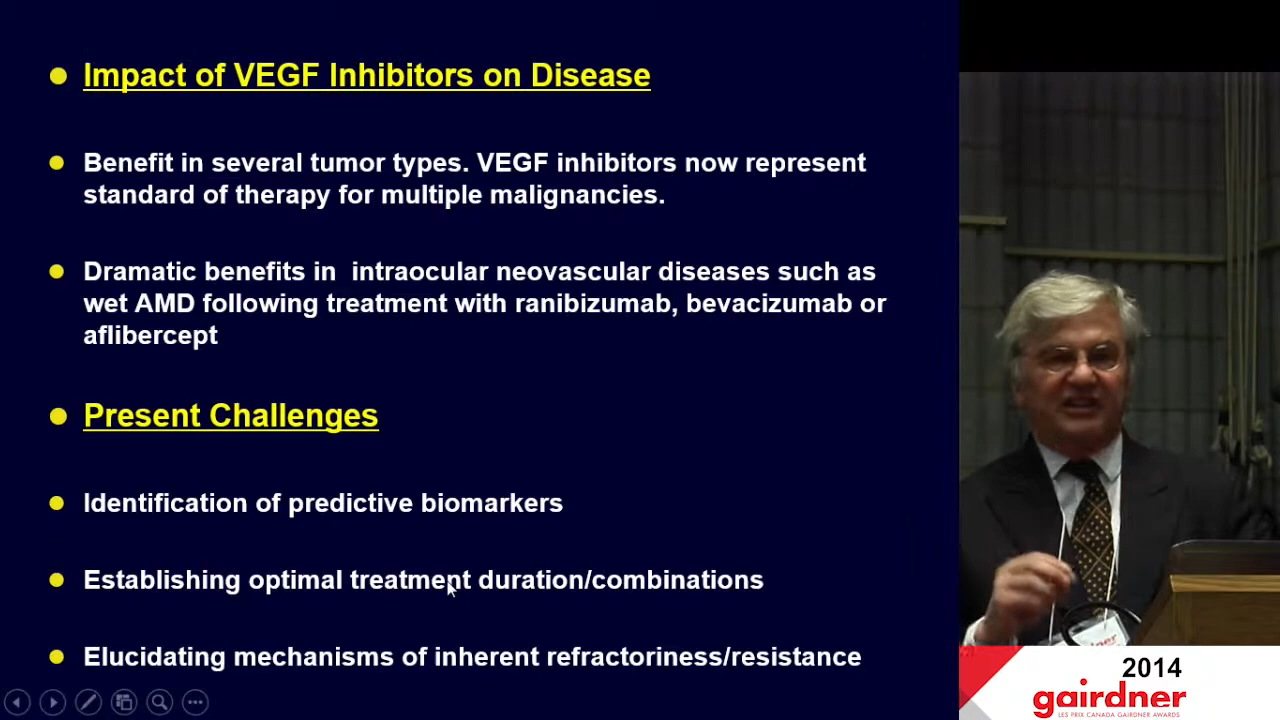 Impact of VEGF Inhibitors on Disease
Benefit in several tumor types. VEGF inhibitors now represent
standard of therapy for multiple malignancies.
Dramatic benefits in  intraocular neovascular diseases such as
wet AMD following treatment with ranibizumab, bevacizumab or
aflibercept
Present Challenges
Identification of predictive biomarkers
Establishing optimal treatment duration/combinations
Elucidating mechanisms of inherent refractoriness/resistance
2014
gairdner
LES PRIX CANADA GAIRDNER AWARDS